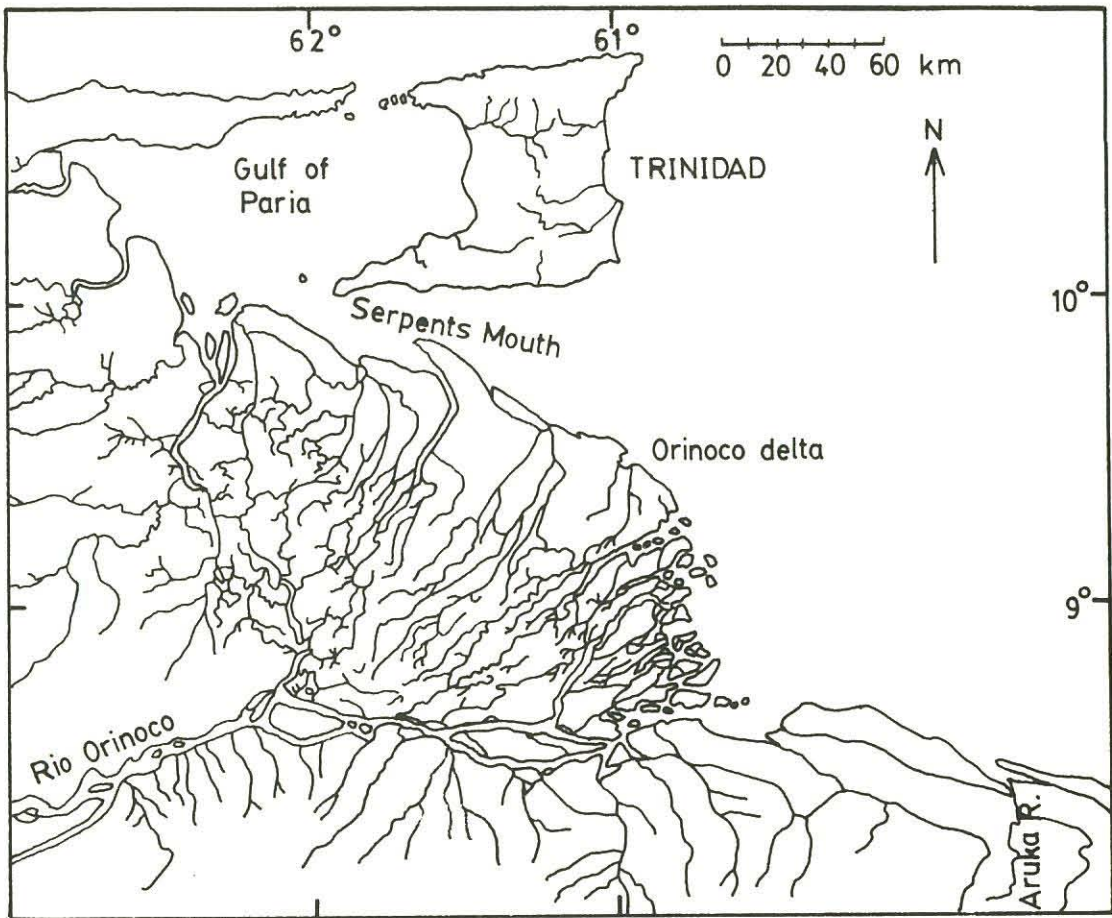 62°
61°
0 20 40 60 km
N
Gulf of
Paria
TRINIDAD
10°
Serpents Mouth
Orinoco delta
9°
Rio Orinoco
Aruka R.